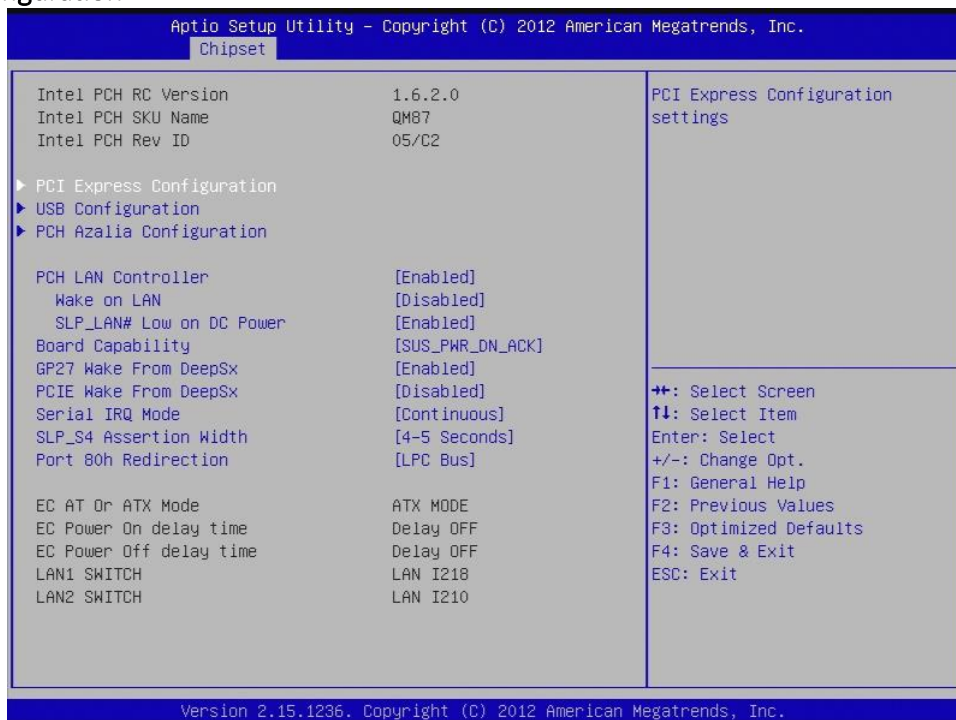 nguration
Aptio Setup Utility – Copyright (C) 2012 American Megatrends, Inc.
Chipset
Intel PCH RC Version 1.6.2.0
Intel PCH SKU Name QM87
Intel PCH Rev ID 05/C2
► PCI Express Configuration
► USB Configuration
► PCH Azalia Configuration
PCH LAN Controller [Enabled]
Wake on LAN [Disabled]
SLP_LAN# Low on DC Power [Enabled]
Board Capability [SUS_PWR_DN_ACK]
GP27 Wake From DeepSx [Enabled]
PCIE Wake From DeepSx [Disabled]
Serial IRQ Mode [Continuous]
SLP_S4 Assertion Width [4-5 Seconds]
Port 80h Redirection [LPC Bus]
EC AT Or ATX Mode ATX MODE
EC Power On delay time Delay OFF
EC Power Off delay time Delay OFF
LAN1 SWITCH LAN I218
LAN2 SWITCH LAN I210
PCI Express Configuration
settings
→←: Select Screen
↑↓: Select Item
Enter: Select
+/-: Change Opt.
F1: General Help
F2: Previous Values
F3: Optimized Defaults
F4: Save & Exit
ESC: Exit
Version 2.15.1236. Copyright (C) 2012 American Megatrends, Inc.